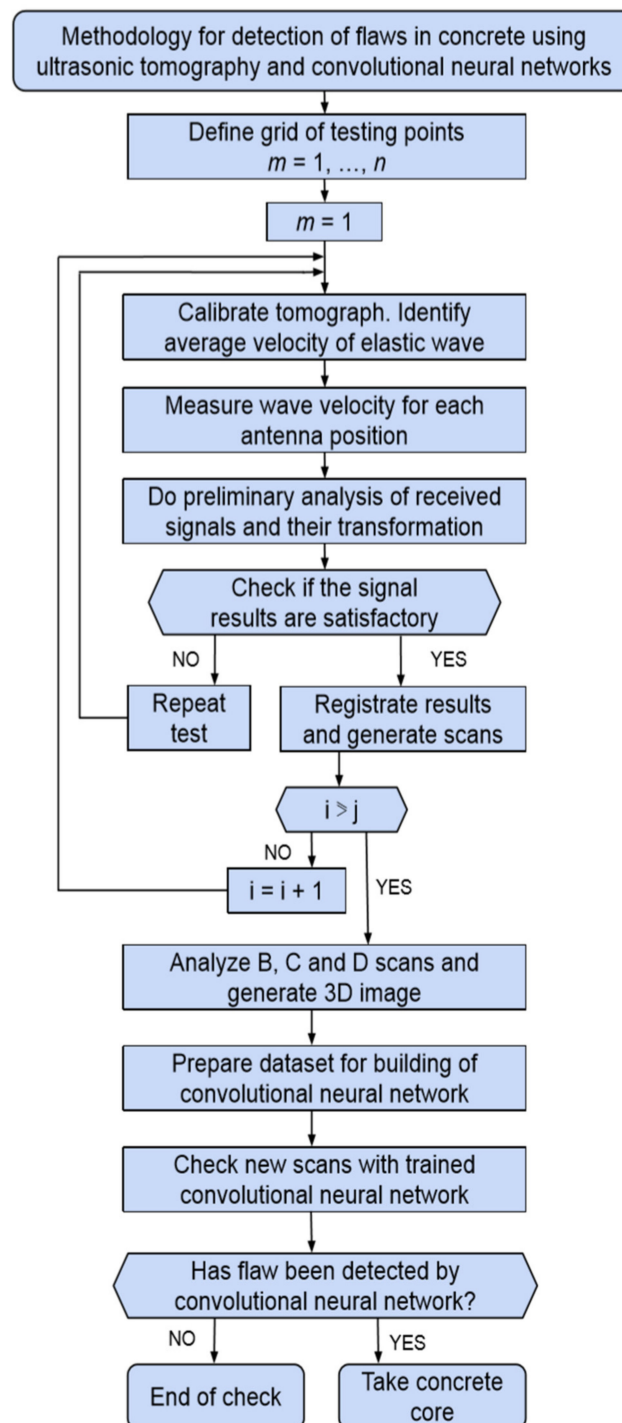 Methodology for detection of flaws in concrete using
ultrasonic tomography and convolutional neural networks
Define grid of testing points
m = 1, ..., n
m = 1
Calibrate tomograph. Identify
average velocity of elastic wave
Measure wave velocity for each
antenna position
Do preliminary analysis of received
signals and their transformation
Check if the signal
results are satisfactory
NO
YES
Repeat
test
Registrate results
and generate scans
i > j
NO
YES
i = i + 1
Analyze B, C and D scans and
generate 3D image
Prepare dataset for building of
convolutional neural network
Check new scans with trained
convolutional neural network
Has flaw been detected by
convolutional neural network?
NO
YES
End of check
Take concrete
core